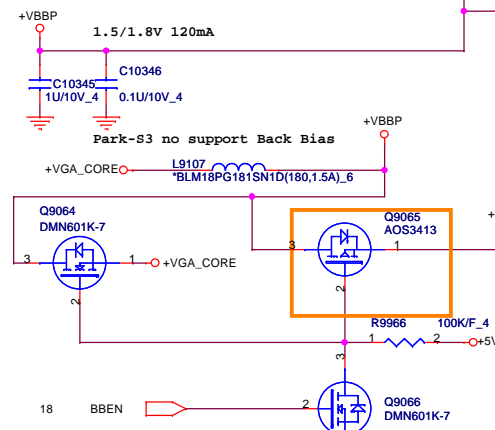 +VBBP
1.5/1.8V 120mA
C10345
1U/10V_4
C10346
0.1U/10V_4
Park-S3 no support Back Bias
+VBBP
+VGA_CORE
L9107
*BLM18PG181SN1D(180,1.5A)_6
Q9064
DMN601K-7
3
1
+VGA_CORE
2
Q9065
AOS3413
3
1
2
+
R9966
100K/F_4
1
2
+5V
3
18
BBEN
2
Q9066
DMN601K-7